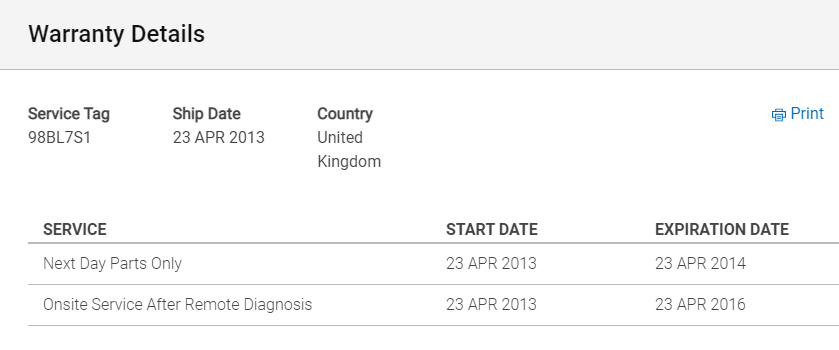 Warranty Details
Service Tag Ship Date Country Print
98BL7S1 23 APR 2013 United
Kingdom
SERVICE START DATE EXPIRATION DATE
Next Day Parts Only 23 APR 2013 23 APR 2014
Onsite Service After Remote Diagnosis 23 APR 2013 23 APR 2016